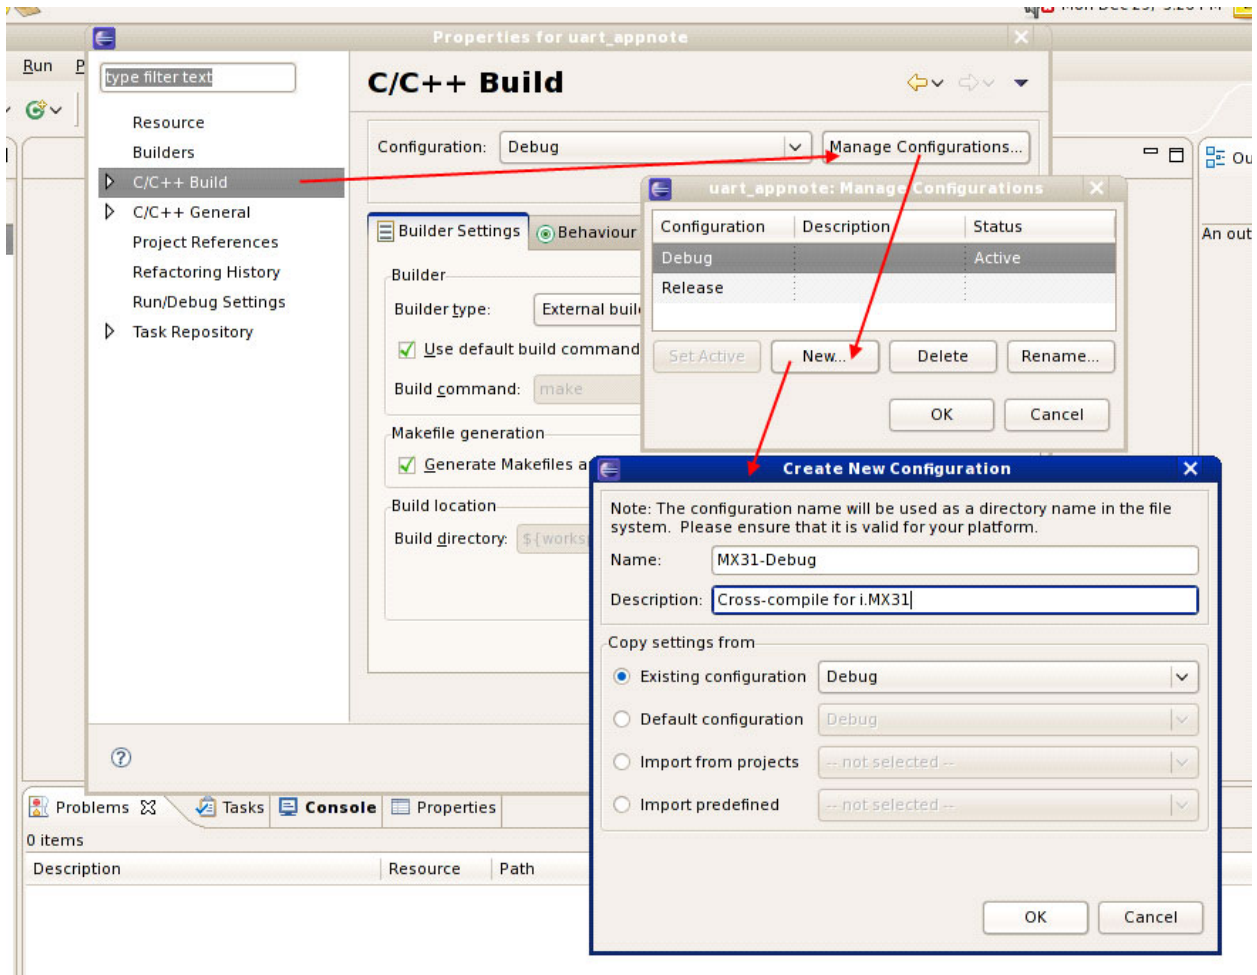 Properties for uart_appnote
Run P
type filter text
C/C++ Build
Resource
Builders
C/C++ Build
C/C++ General
Project References
Refactoring History
Run/Debug Settings
Task Repository
Configuration: Debug Manage Configurations...
Builder Settings Behaviour
Builder
Builder type: External buil
Use default build command
Build command: make
Makefile generation
Generate Makefiles a
Build location
Build directory: ${works
uart_appnote: Manage Configurations
Configuration Description Status
Debug Active
Release
Set Active New... Delete Rename...
OK Cancel
Ou
An out
Create New Configuration
Note: The configuration name will be used as a directory name in the file
system. Please ensure that it is valid for your platform.
Name: MX31-Debug
Description: Cross-compile for i.MX31
Copy settings from
Existing configuration Debug
Default configuration Debug
Import from projects -- not selected --
Import predefined -- not selected --
OK Cancel
Problems Tasks Console Properties
0 items
Description Resource Path